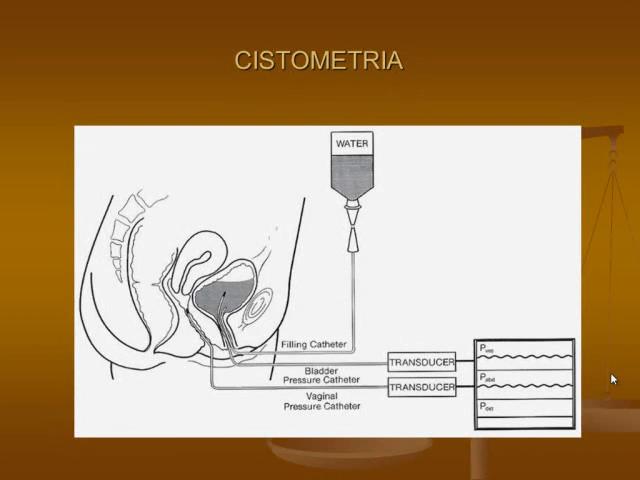 CISTOMETRIA
WATER
Filling Catheter
Bladder
Pressure Catheter
Vaginal
Pressure Catheter
TRANSDUCER
TRANSDUCER
Pves
Pabd
Pdet